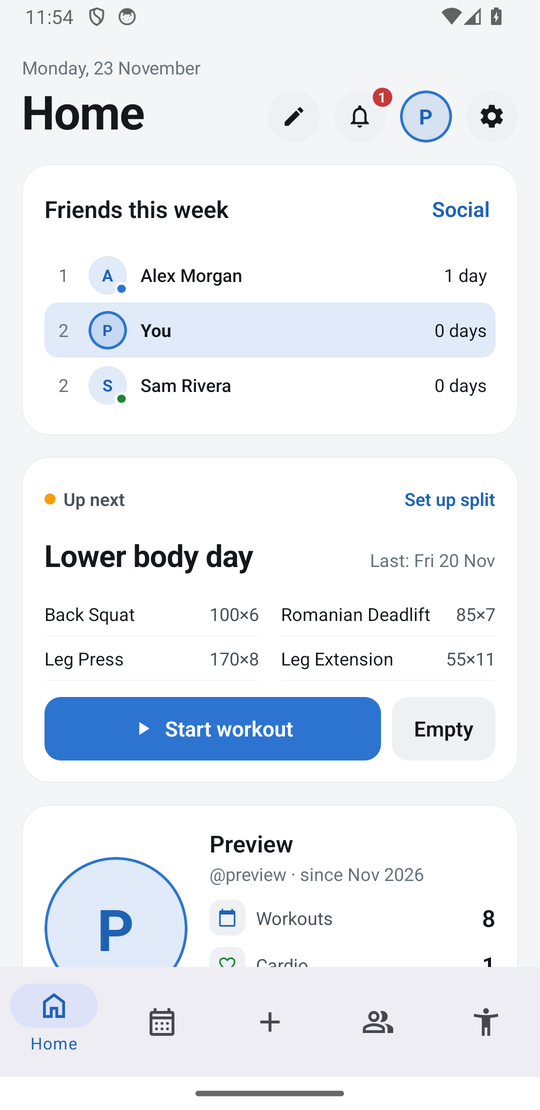 11:54
Monday, 23 November
Home
1
P
Friends this week
Social
1 A Alex Morgan 1 day
2 P You 0 days
2 S Sam Rivera 0 days
Up next
Set up split
Lower body day
Last: Fri 20 Nov
Back Squat 100×6 Romanian Deadlift 85×7
Leg Press 170×8 Leg Extension 55×11
Start workout
Empty
P
Preview
@preview · since Nov 2026
Workouts 8
Cardio 1
Home